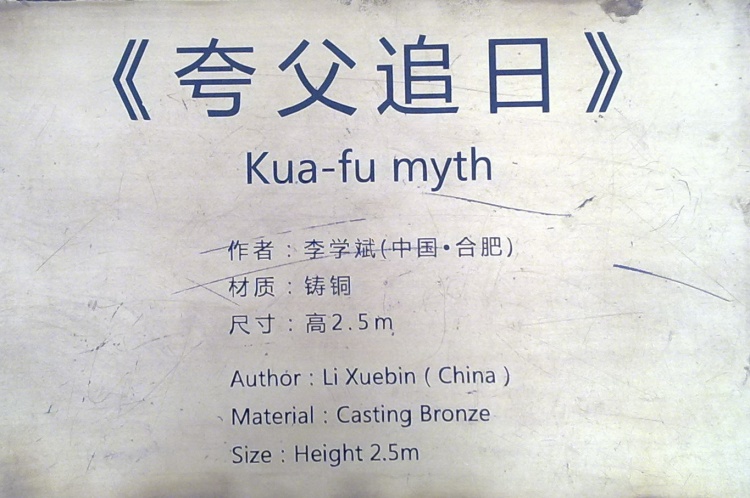 《夸父追日》
Kua-fu myth
作者：李学斌(中国•合肥)
材质：铸铜
尺寸：高2.5m
Author : Li Xuebin ( China )
Material : Casting Bronze
Size : Height 2.5m